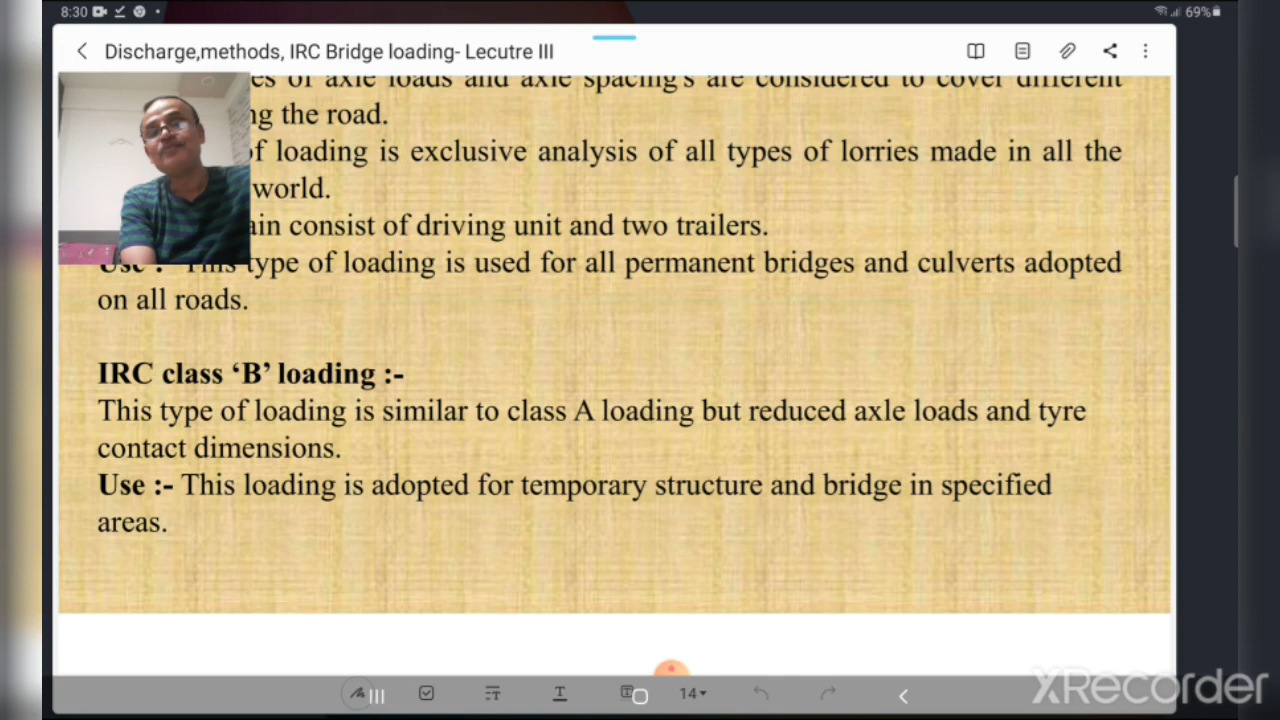 8:30
69%
Discharge,methods, IRC Bridge loading- Lecutre III
es of axle loads and axle spacing's are considered to cover different
ng the road.
of loading is exclusive analysis of all types of lorries made in all the
world.
ain consist of driving unit and two trailers.
Use :- This type of loading is used for all permanent bridges and culverts adopted
on all roads.
IRC class ‘B’ loading :-
This type of loading is similar to class A loading but reduced axle loads and tyre
contact dimensions.
Use :- This loading is adopted for temporary structure and bridge in specified
areas.
14
XRecorder